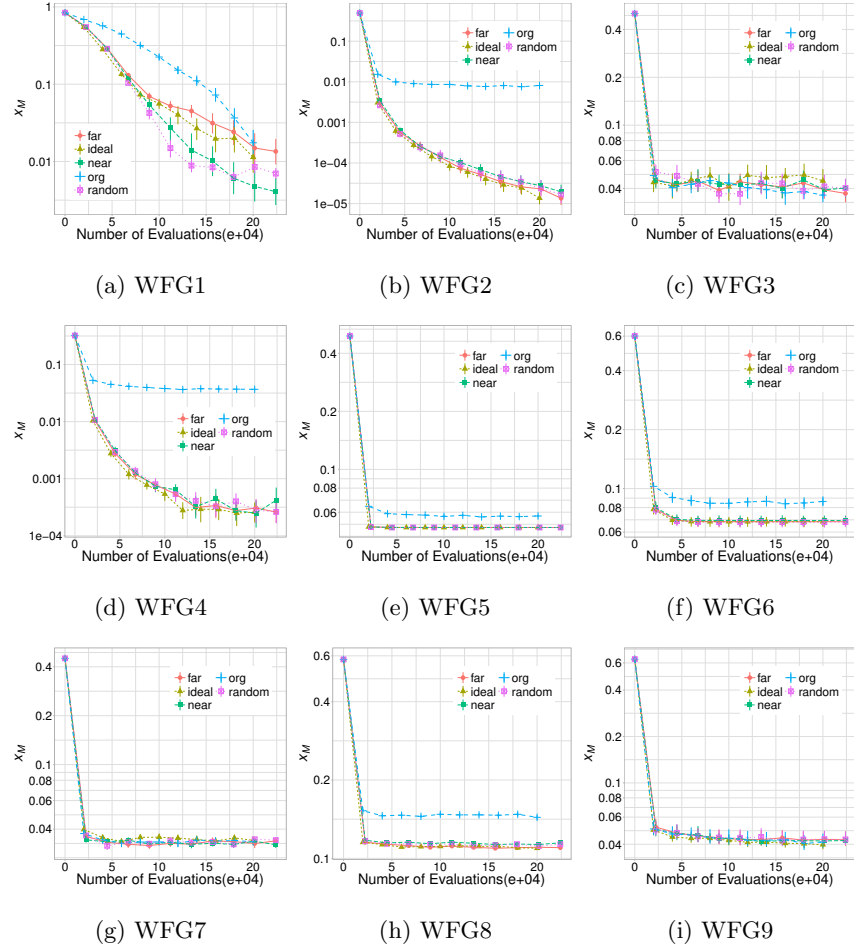 1
0.1
0.01
x_M
far
ideal
near
org
random
0 5 10 15 20
Number of Evaluations(e+04)
(a) WFG1
1.000
0.100
0.010
0.001
1e-04
1e-05
x_M
far org
ideal random
near
0 5 10 15 20
Number of Evaluations(e+04)
(b) WFG2
0.4
0.2
0.1
0.08
0.06
0.04
x_M
far org
ideal random
near
0 5 10 15 20
Number of Evaluations(e+04)
(c) WFG3
0.1
0.01
0.001
1e-04
x_M
far org
ideal random
near
0 5 10 15 20
Number of Evaluations(e+04)
(d) WFG4
0.4
0.2
0.1
0.08
0.06
x_M
far org
ideal random
near
0 5 10 15 20
Number of Evaluations(e+04)
(e) WFG5
0.6
0.4
0.2
0.1
0.08
0.06
x_M
far org
ideal random
near
0 5 10 15 20
Number of Evaluations(e+04)
(f) WFG6
0.4
0.2
0.1
0.08
0.06
0.04
x_M
far org
ideal random
near
0 5 10 15 20
Number of Evaluations(e+04)
(g) WFG7
0.6
0.4
0.2
0.1
x_M
far org
ideal random
near
0 5 10 15 20
Number of Evaluations(e+04)
(h) WFG8
0.4
0.2
0.1
0.08
0.06
0.04
x_M
far org
ideal random
near
0 5 10 15 20
Number of Evaluations(e+04)
(i) WFG9